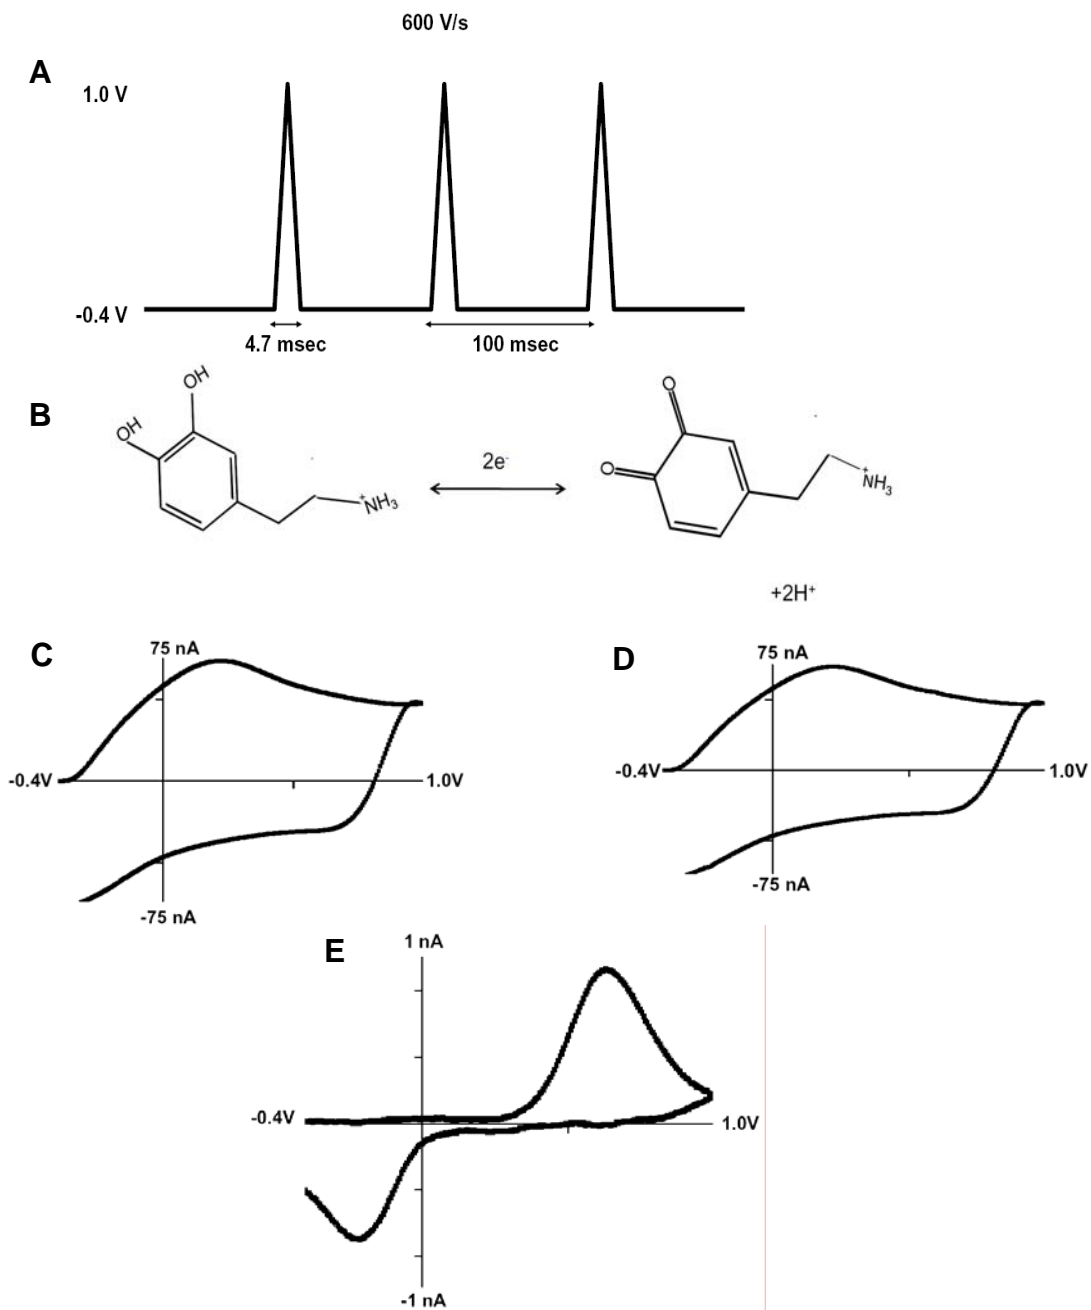 600 V/s
A
1.0 V
-0.4 V
4.7 msec
100 msec
B
OH
OH
+NH3
2e-
O
O
+NH3
+2H+
C
75 nA
-0.4V
1.0V
-75 nA
D
75 nA
-0.4V
1.0V
-75 nA
E
1 nA
-0.4V
1.0V
-1 nA